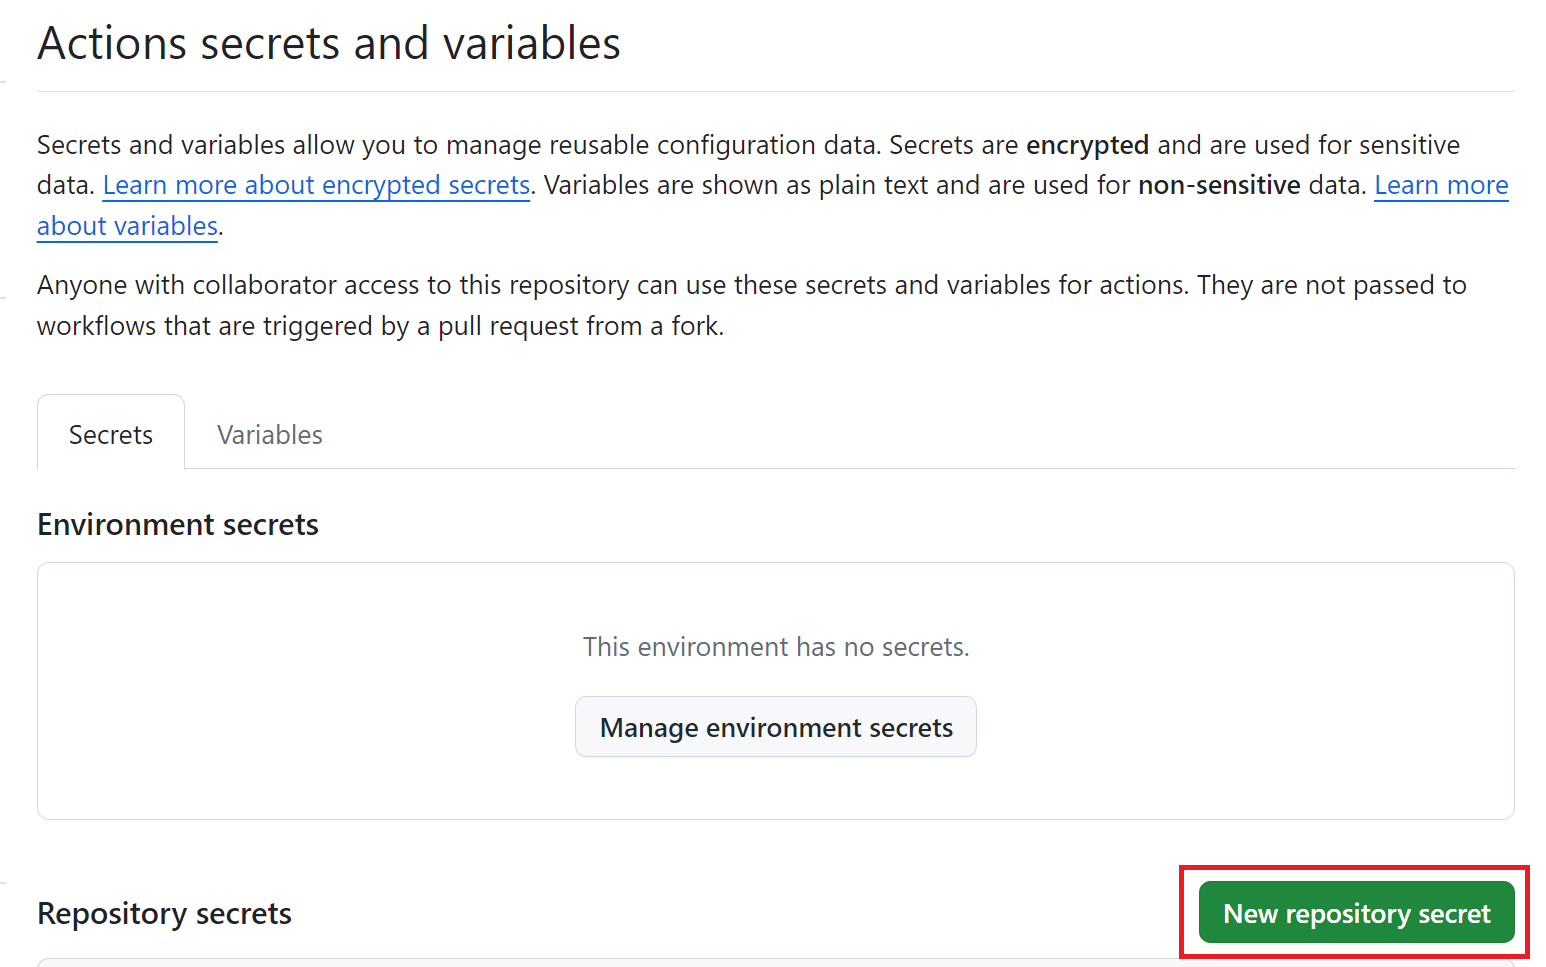 Actions secrets and variables
Secrets and variables allow you to manage reusable configuration data. Secrets are encrypted and are used for sensitive
data. Learn more about encrypted secrets. Variables are shown as plain text and are used for non-sensitive data. Learn more
about variables.
Anyone with collaborator access to this repository can use these secrets and variables for actions. They are not passed to
workflows that are triggered by a pull request from a fork.
Secrets
Variables
Environment secrets
This environment has no secrets.
Manage environment secrets
Repository secrets
New repository secret